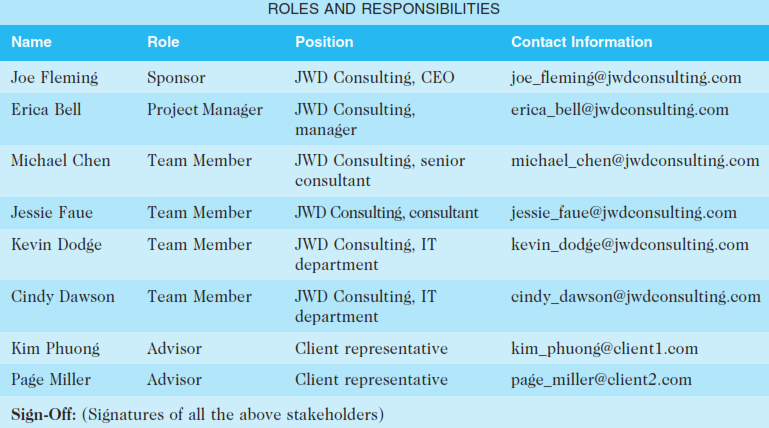 ROLES AND RESPONSIBILITIES
Name Role Position Contact Information
Joe Fleming Sponsor JWD Consulting, CEO joe_fleming@jwdconsulting.com
Erica Bell Project Manager JWD Consulting, erica_bell@jwdconsulting.com
manager
Michael Chen Team Member JWD Consulting, senior michael_chen@jwdconsulting.com
consultant
Jessie Faue Team Member JWD Consulting, consultant jessie_faue@jwdconsulting.com
Kevin Dodge Team Member JWD Consulting, IT kevin_dodge@jwdconsulting.com
department
Cindy Dawson Team Member JWD Consulting, IT cindy_dawson@jwdconsulting.com
department
Kim Phuong Advisor Client representative kim_phuong@client1.com
Page Miller Advisor Client representative page_miller@client2.com
Sign-Off: (Signatures of all the above stakeholders)